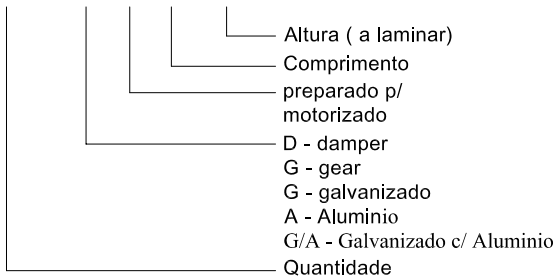 Altura ( a laminar)
Comprimento
preparado p/
motorizado
D - damper
G - gear
G - galvanizado
A - Aluminio
G/A - Galvanizado c/ Aluminio
Quantidade